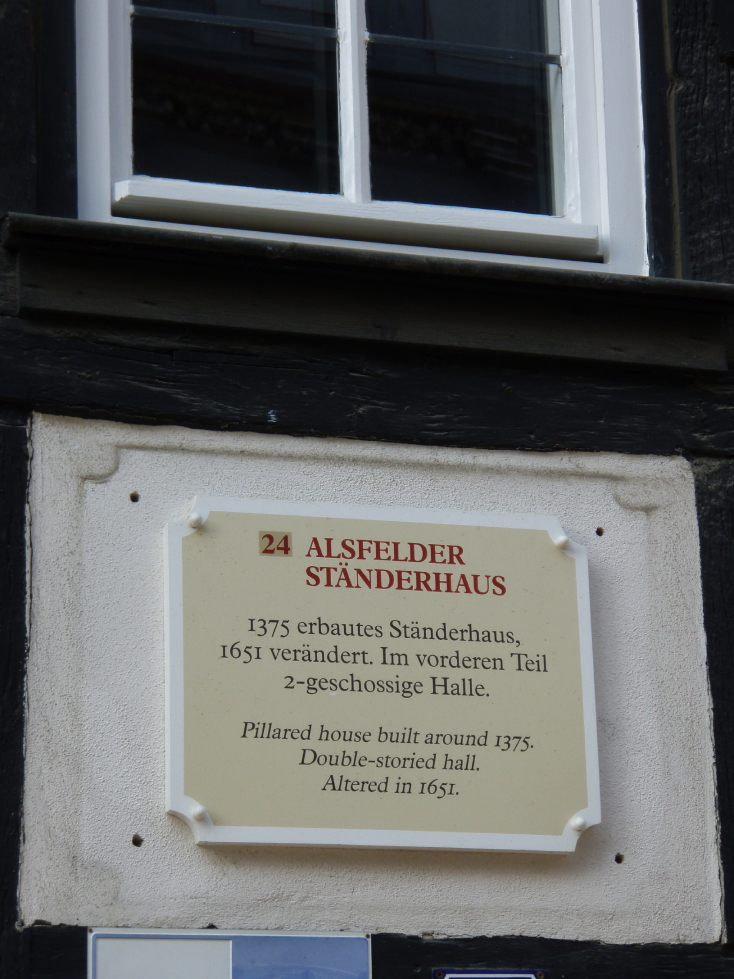 24 ALSFELDER
STÄNDERHAUS
1375 erbautes Ständerhaus,
1651 verändert. Im vorderen Teil
2-geschossige Halle.
Pillared house built around 1375.
Double-storied hall.
Altered in 1651.